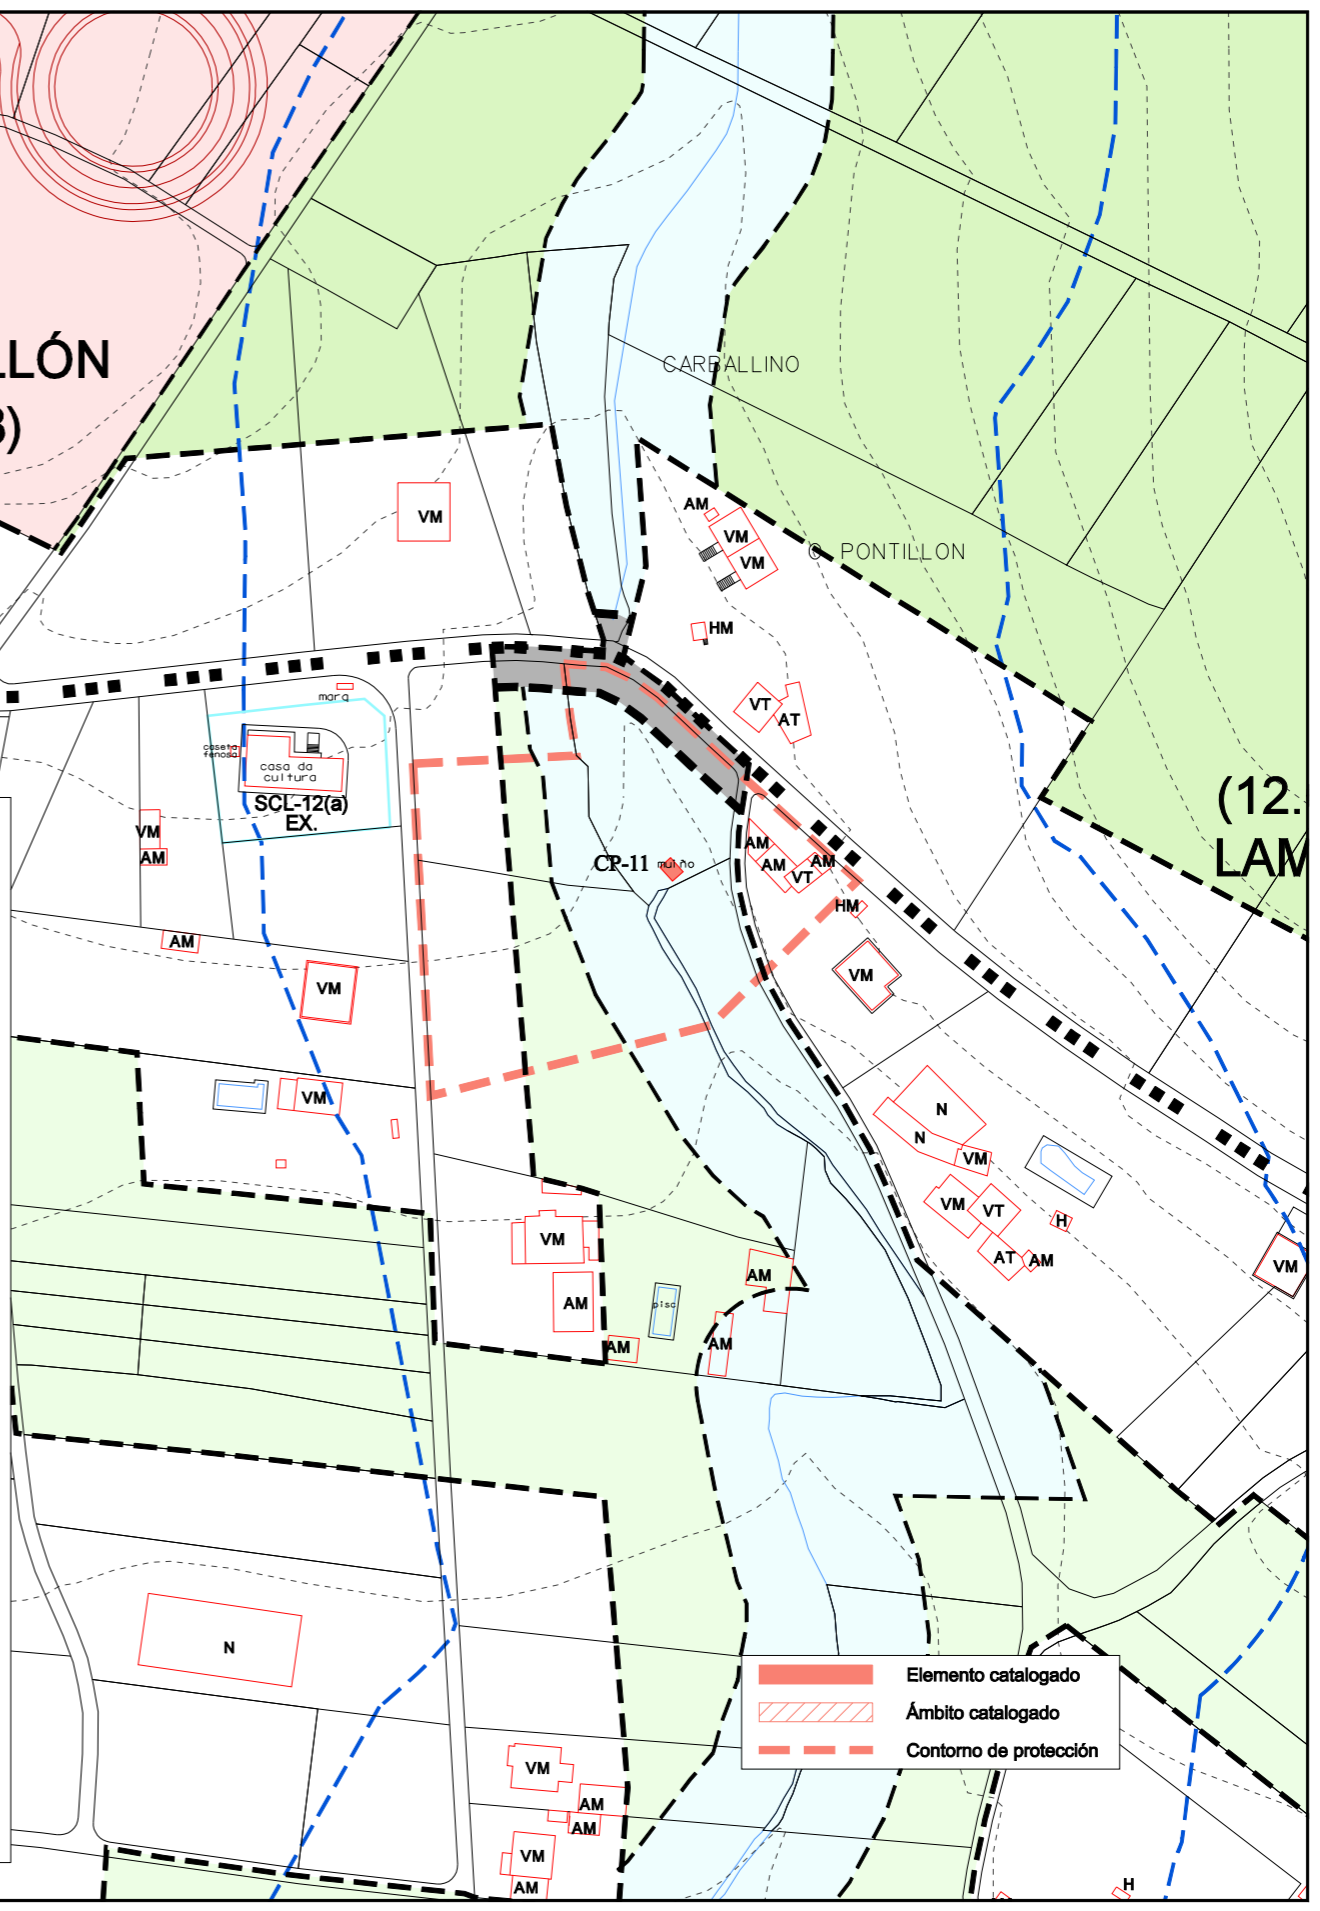 LLÓN
3)
CARBALLINO
VM
AM
VM
VM
O PONTILLON
HM
marq
VT
AT
caseta
fenosa
casa da
cultura
SCL-12(a)
EX.
(12.
LAM
VM
AM
CP-11 muiño
AM
AM
VT
AM
HM
AM
VM
VM
VM
N
N
VM
VM
VT
H
AT
AM
VM
VM
AM
AM
pisc
AM
AM
N
Elemento catalogado
Ámbito catalogado
Contorno de protección
VM
AM
AM
VM
AM
H